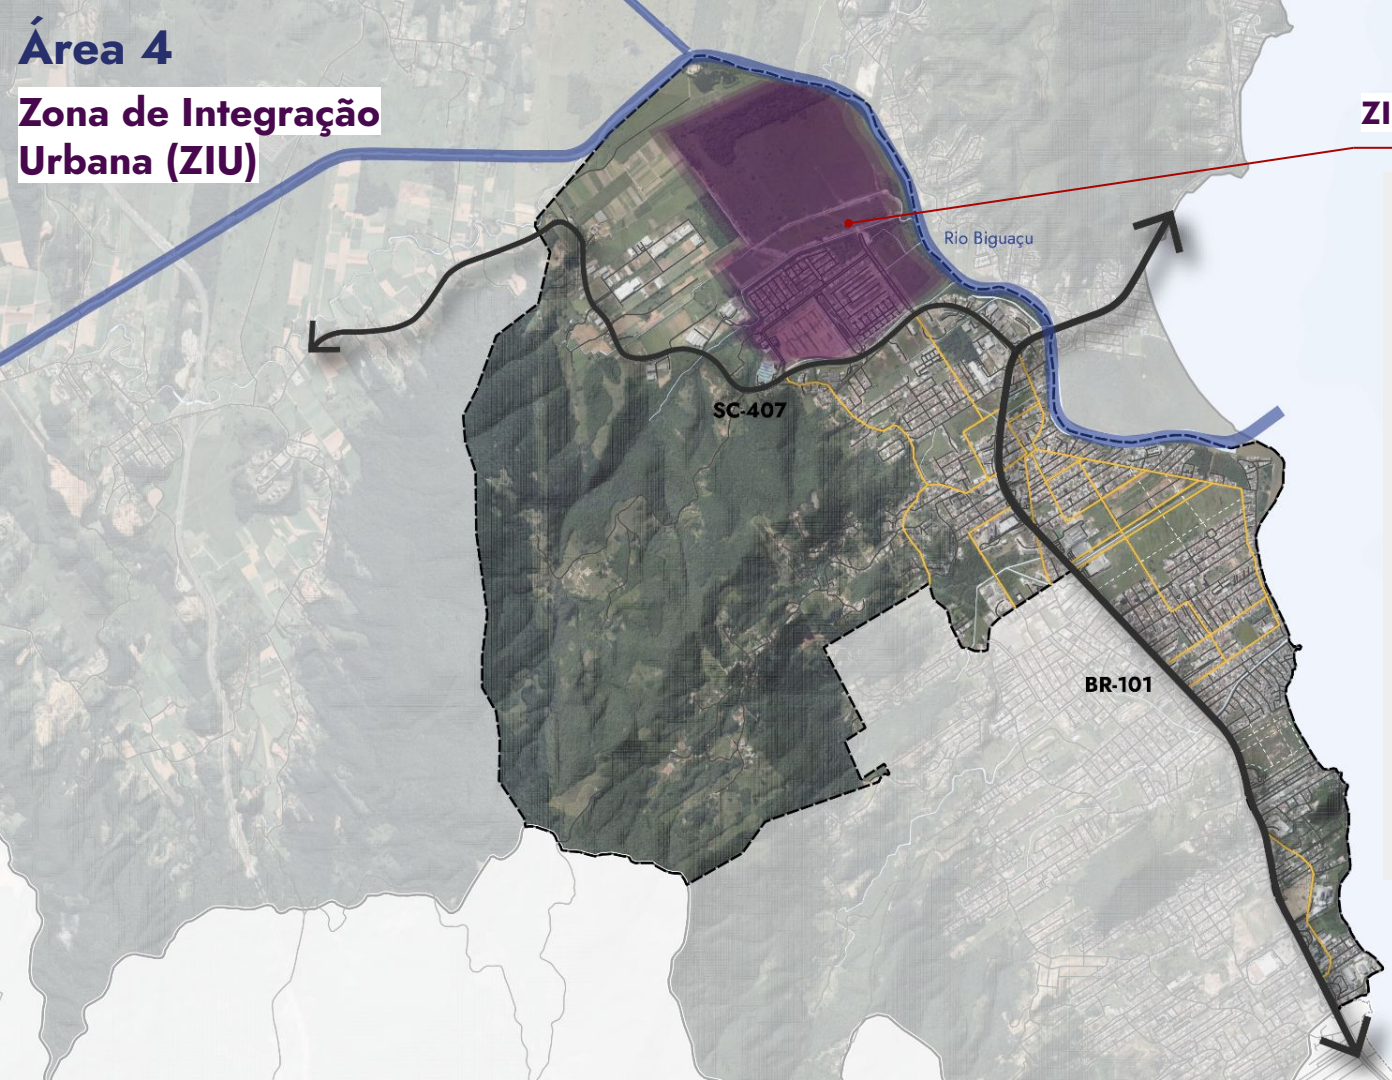 Área 4
Zona de Integração
Urbana (ZIU)
ZI
Rio Biguaçu
SC-407
BR-101